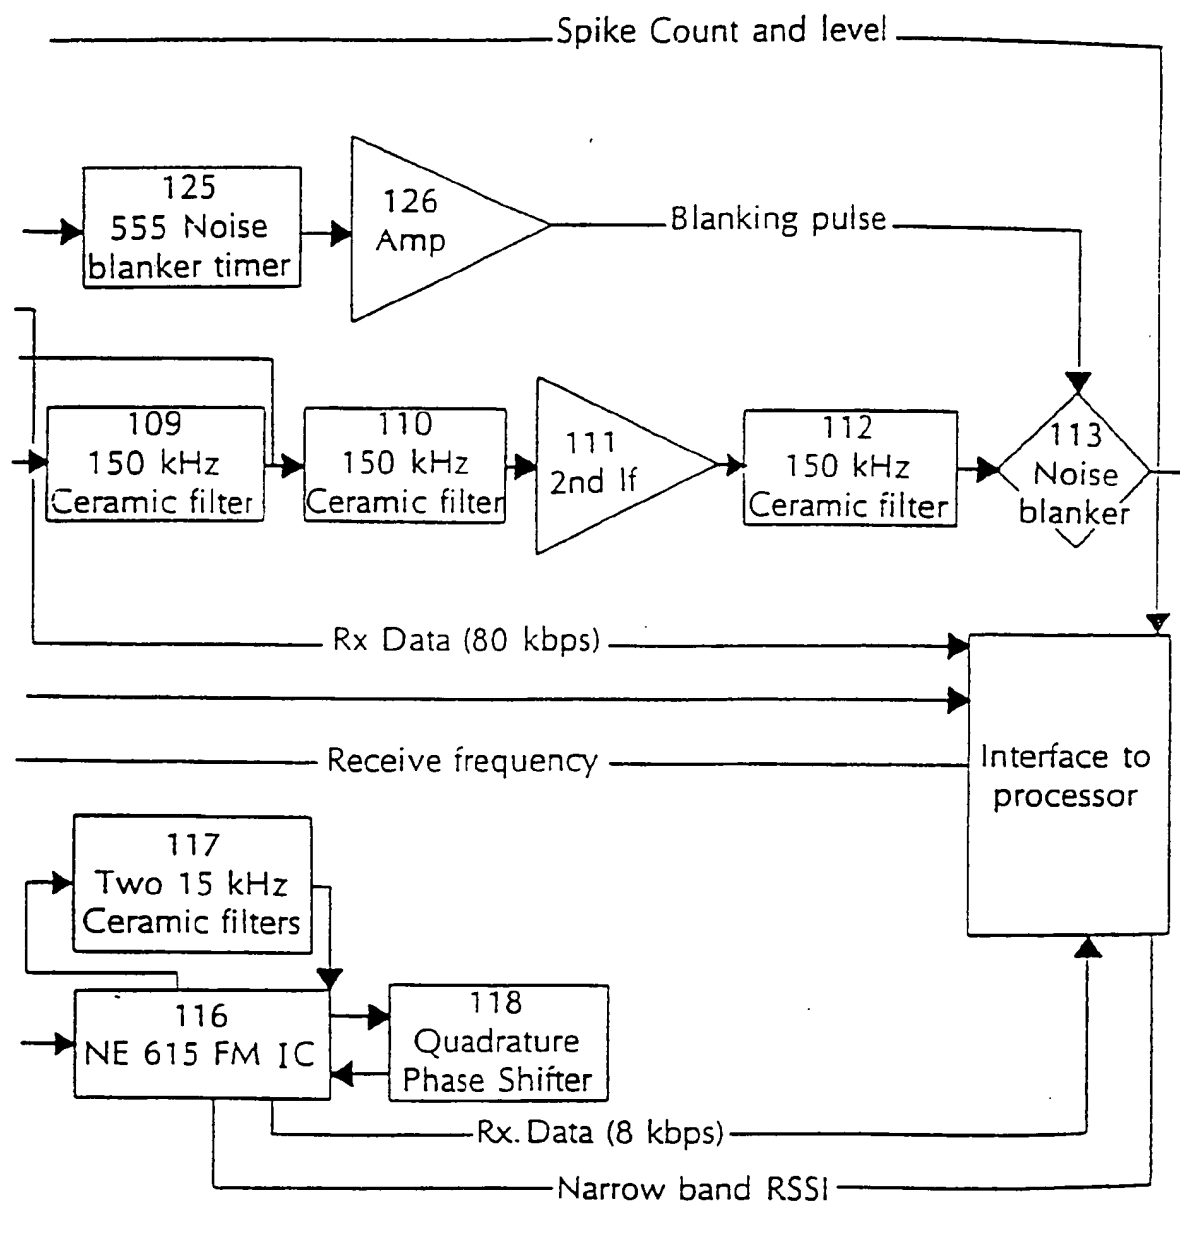 Spike Count and level
125
555 Noise
blanker timer
126
Amp
Blanking pulse
109
150 kHz
Ceramic filter
110
150 kHz
Ceramic filter
111
2nd If
112
150 kHz
Ceramic filter
113
Noise
blanker
Rx Data (80 kbps)
Receive frequency
Interface to
processor
117
Two 15 kHz
Ceramic filters
116
NE 615 FM IC
118
Quadrature
Phase Shifter
Rx. Data (8 kbps)
Narrow band RSSI